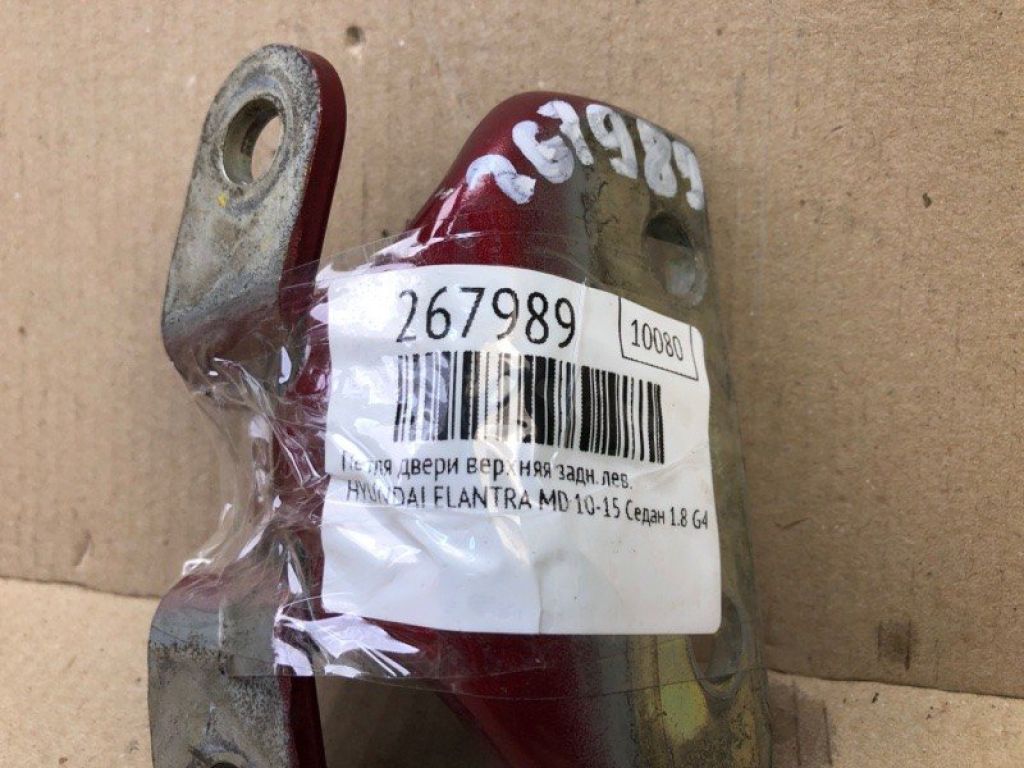 267989
267989
10080
Петля двери верхняя задн. лев.
HYUNDAI ELANTRA MD 10-15 Седан 1.8 G4